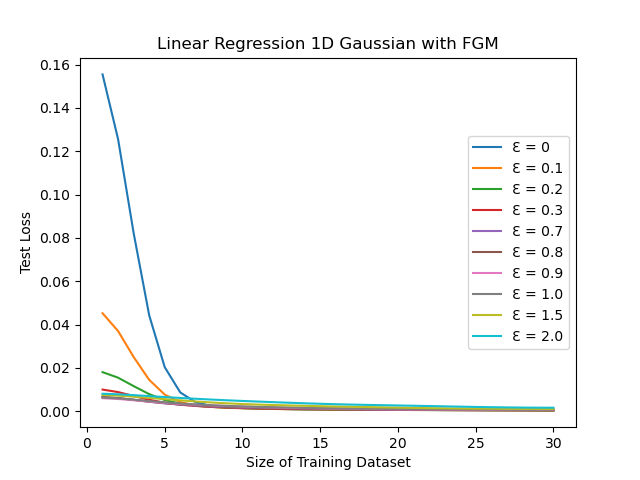 Linear Regression 1D Gaussian with FGM
0.16
0.14
0.12
0.10
0.08
0.06
0.04
0.02
0.00
Test Loss
Ɛ = 0
Ɛ = 0.1
Ɛ = 0.2
Ɛ = 0.3
Ɛ = 0.7
Ɛ = 0.8
Ɛ = 0.9
Ɛ = 1.0
Ɛ = 1.5
Ɛ = 2.0
0 5 10 15 20 25 30
Size of Training Dataset